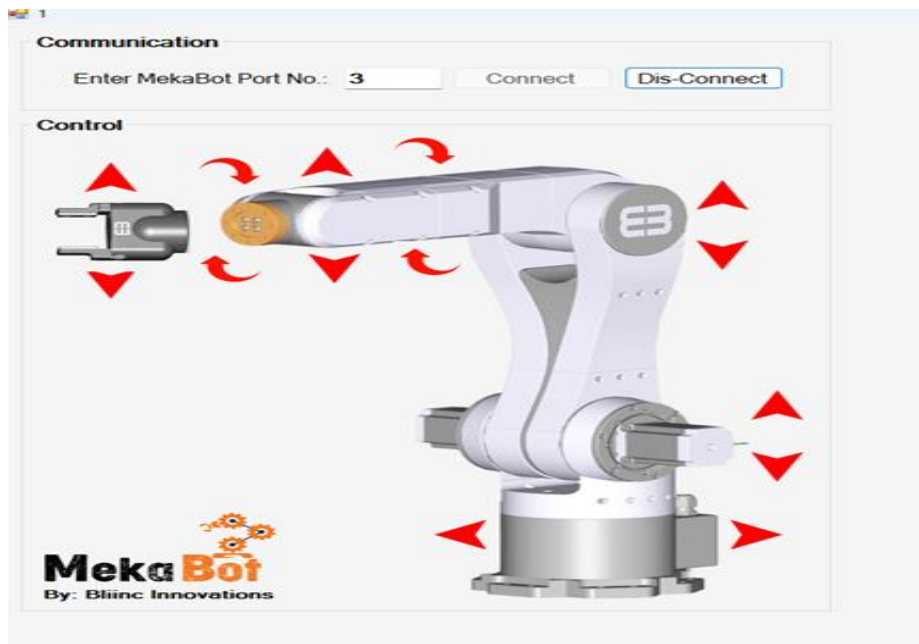 1
Communication
Enter MekaBot Port No.: 3 Connect Dis-Connect
Control
MekaBot
By: Bliinc Innovations